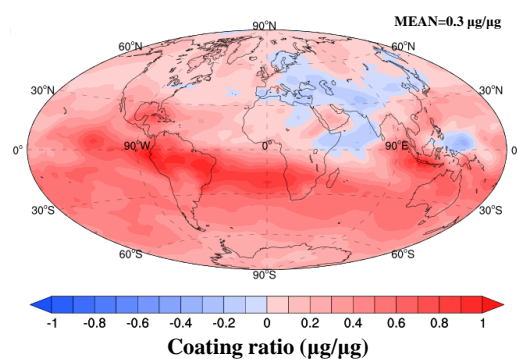 90°N
MEAN=0.3 µg/µg
60°N
60°N
30°N
30°N
0°
90°W
0°
90°E
0
30°S
30°S
60°S
60°S
90°S
-1
-0.8
-0.6
-0.4
-0.2
0
0.2
0.4
0.6
0.8
1
Coating ratio (µg/µg)